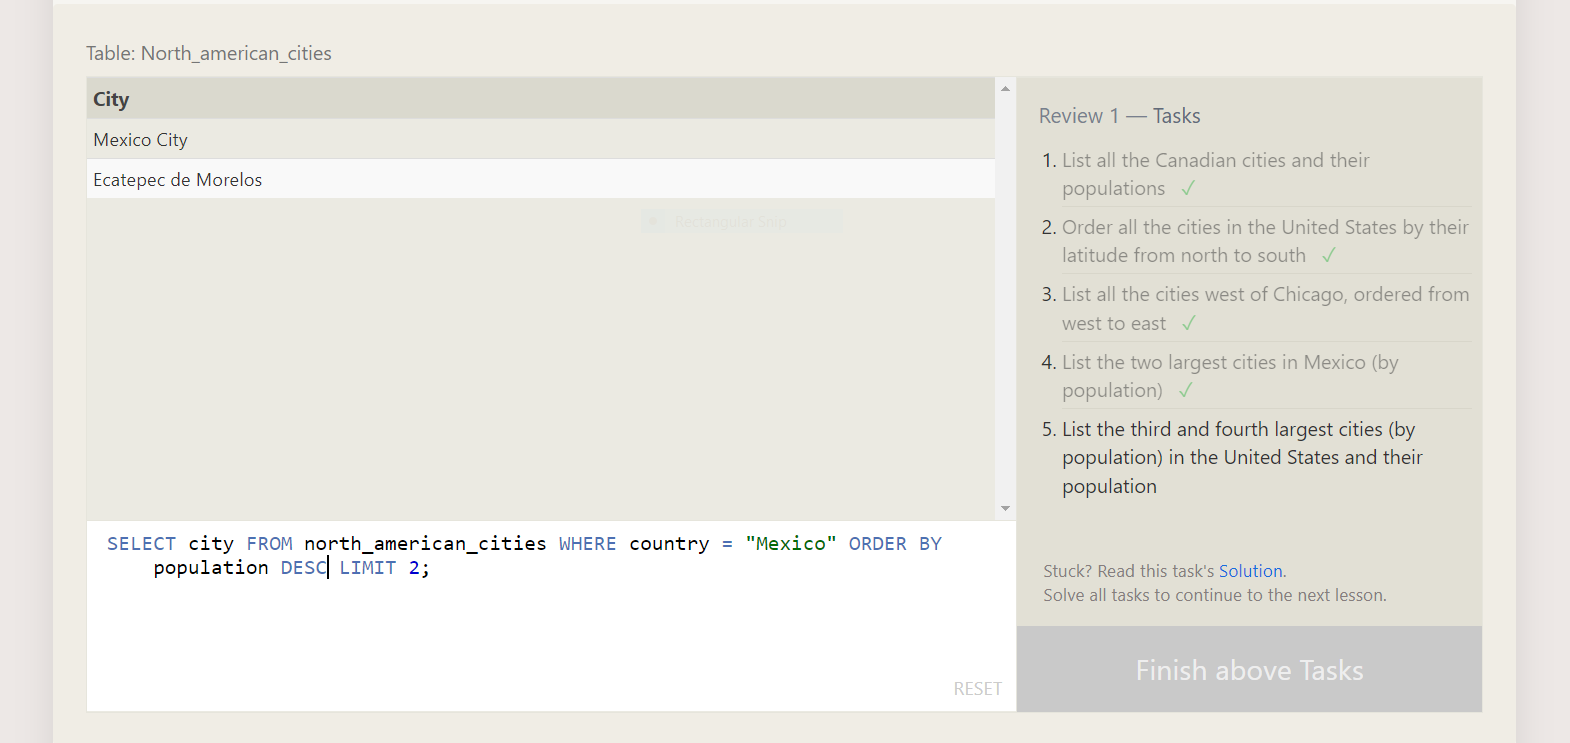 Table: North_american_cities
City
Mexico City
Ecatepec de Morelos
Rectangular Snip
SELECT city FROM north_american_cities WHERE country = "Mexico" ORDER BY
population DESC LIMIT 2;
RESET
Review 1 — Tasks
1. List all the Canadian cities and their
populations ✓
2. Order all the cities in the United States by their
latitude from north to south ✓
3. List all the cities west of Chicago, ordered from
west to east ✓
4. List the two largest cities in Mexico (by
population) ✓
5. List the third and fourth largest cities (by
population) in the United States and their
population
Stuck? Read this task's Solution.
Solve all tasks to continue to the next lesson.
Finish above Tasks